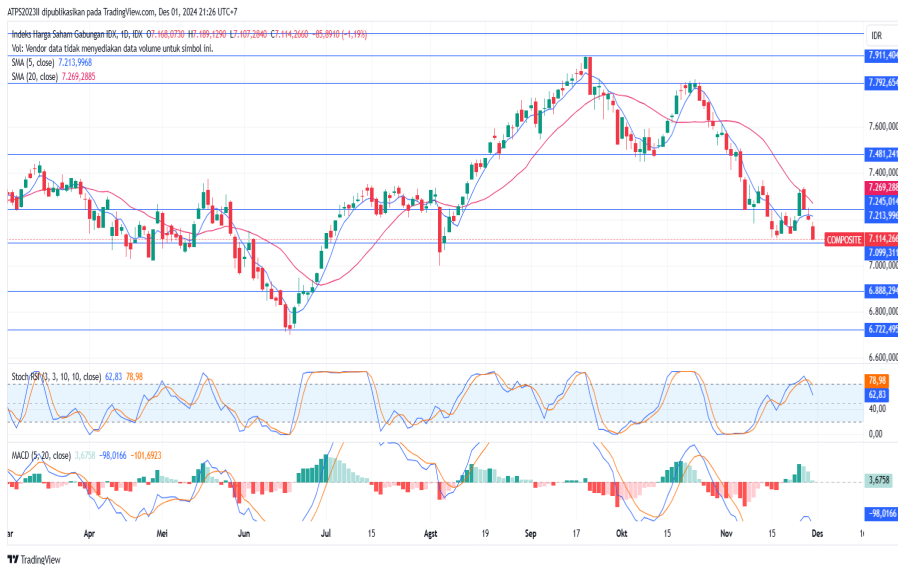 ATPS2023II dipublikasikan pada TradingView.com, Des 01, 2024 21:26 UTC+7
Indeks Harga Saham Gabungan IDX, 1D, IDX O7.168,0730 H7.189,1290 L7.107,2840 C7.114,2660 −85,8910 (−1,19%)
IDR
Vol: Vendor data tidak menyediakan data volume untuk simbol ini.
7.911,404
SMA (5, close) 7.213,9968
SMA (20, close) 7.269,2885
7.792,654
7.600,000
7.481,241
7.400,000
7.269,288
7.245,014
7.213,996
COMPOSITE 7.114,266
7.099,311
7.000,000
6.888,294
6.800,000
6.722,495
6.600,000
Stoch RSI (3, 3, 10, 10, close) 62,83 78,98
78,98
62,83
40,00
0,00
MACD (5, 20, close) 3,6758 −98,0166 −101,6923
3,6758
−98,0166
ar Apr Mei Jun Jul 15 Agst 19 Sep 17 Okt 15 Nov 15 Des 1
TradingView